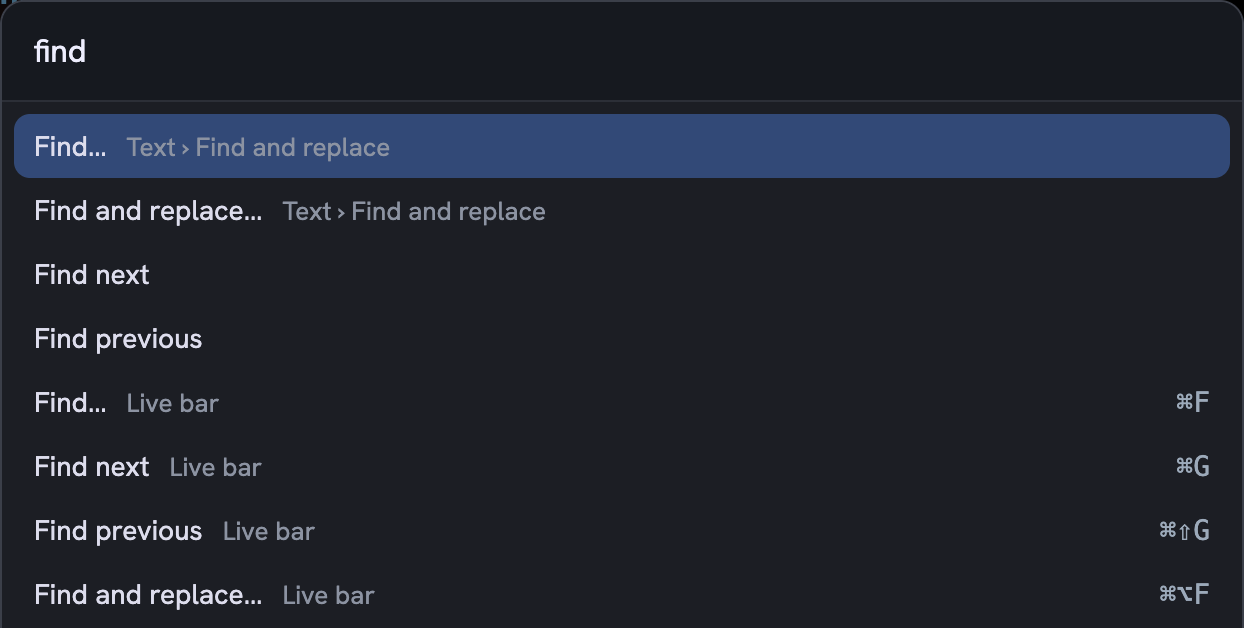 find
Find... Text › Find and replace
Find and replace... Text › Find and replace
Find next
Find previous
Find... Live bar ⌘F
Find next Live bar ⌘G
Find previous Live bar ⌘⇧G
Find and replace... Live bar ⌘⌥F